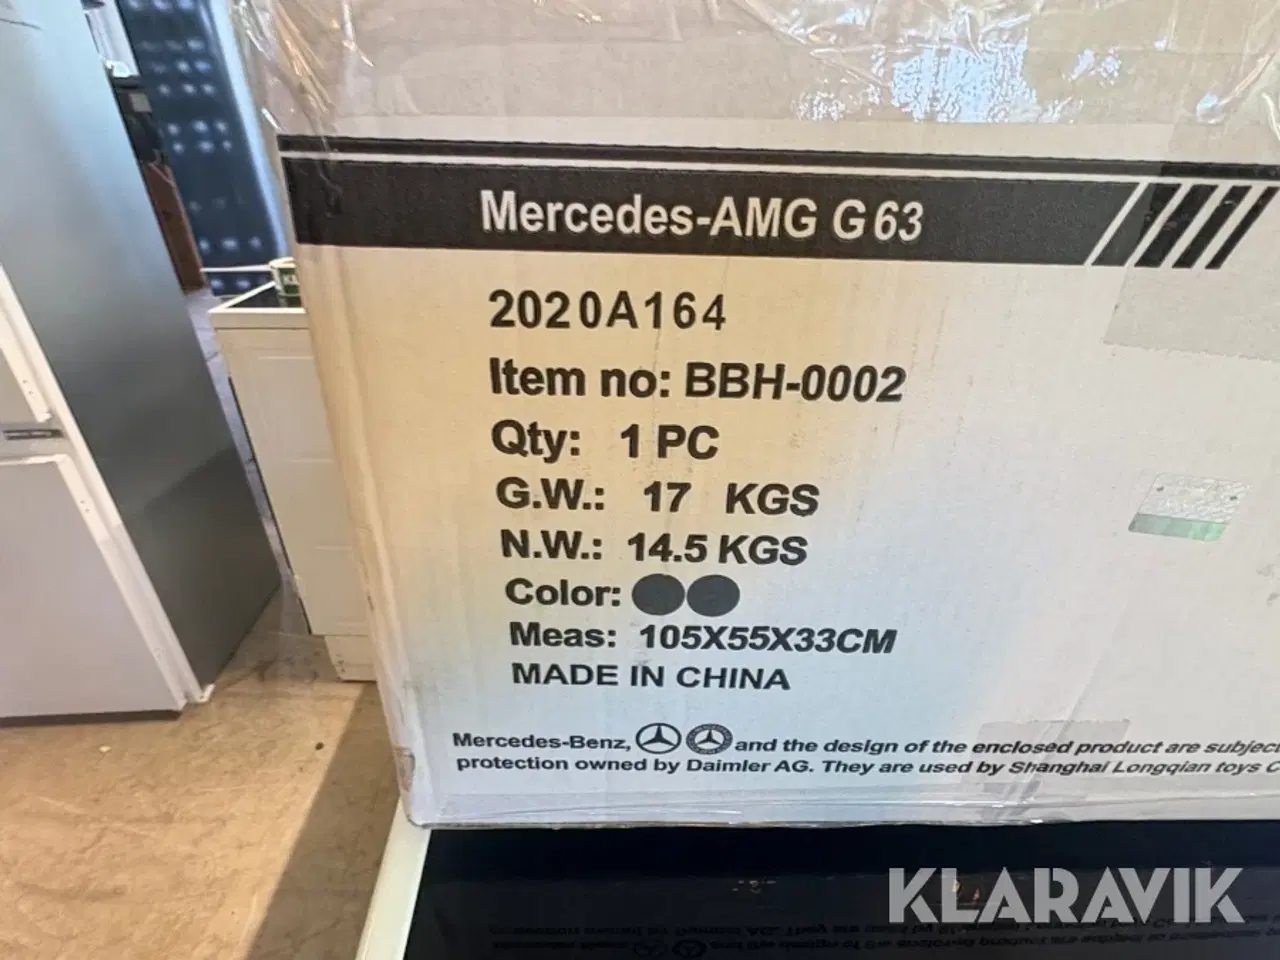 Mercedes-AMG G 63
2020A164
Item no: BBH-0002
Qty: 1 PC
G.W.: 17 KGS
N.W.: 14.5 KGS
Color:
Meas: 105X55X33CM
MADE IN CHINA
Mercedes-Benz, and the design of the enclosed product are subject
protection owned by Daimler AG. They are used by Shanghai Longqian toys C
KLARAVIK